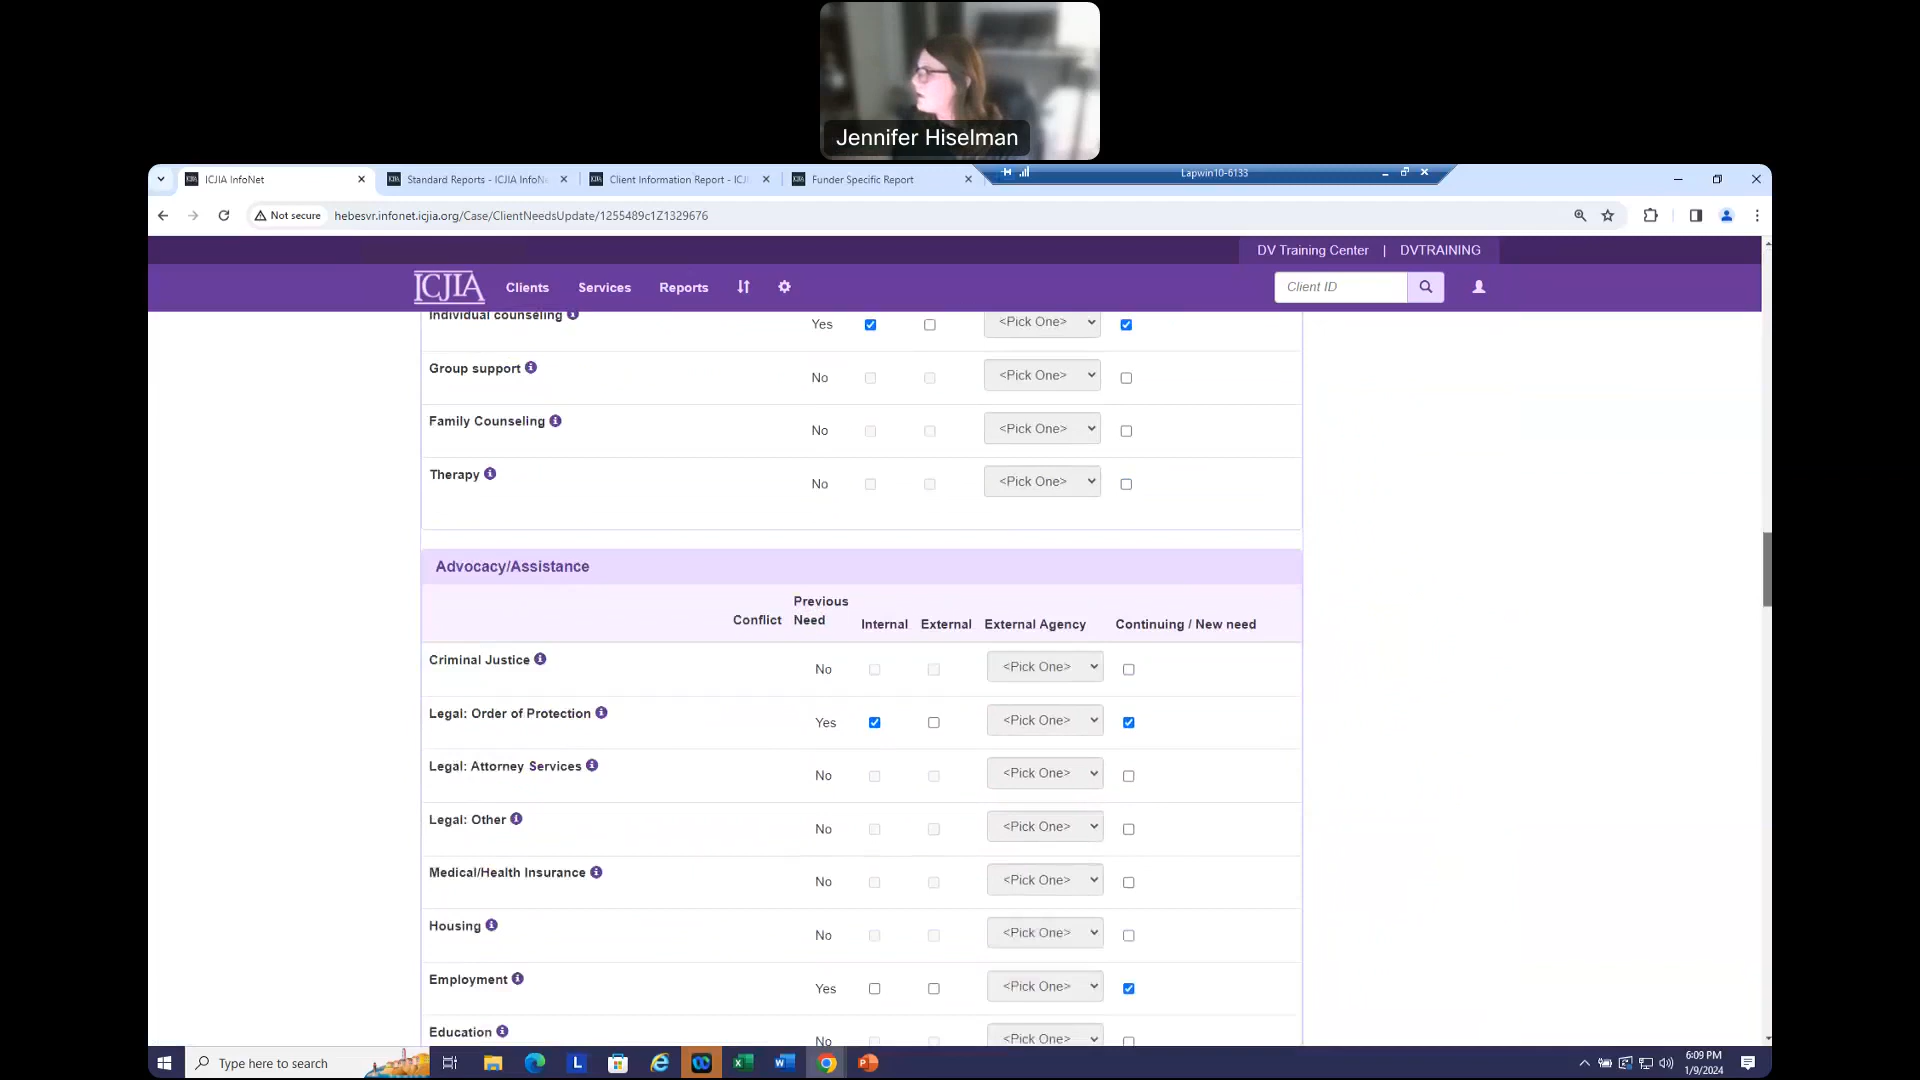 Jennifer Hiselman
ICJIA InfoNet
Standard Reports - ICJIA InfoN
Client Information Report - ICJ
Funder Specific Report
Lapwin10-6133
Not secure
hebesvr.infonet.icjia.org/Case/ClientNeedsUpdate/1255489c1Z1329676
DV Training Center | DVTRAINING
ICJIA Clients Services Reports Client ID
Individual counseling Yes <Pick One>
Group support No <Pick One>
Family Counseling No <Pick One>
Therapy No <Pick One>
Advocacy/Assistance
Conflict Previous Need Internal External External Agency Continuing / New need
Criminal Justice No <Pick One>
Legal: Order of Protection Yes <Pick One>
Legal: Attorney Services No <Pick One>
Legal: Other No <Pick One>
Medical/Health Insurance No <Pick One>
Housing No <Pick One>
Employment Yes <Pick One>
Education No <Pick One>
Type here to search
6:09 PM
1/9/2024